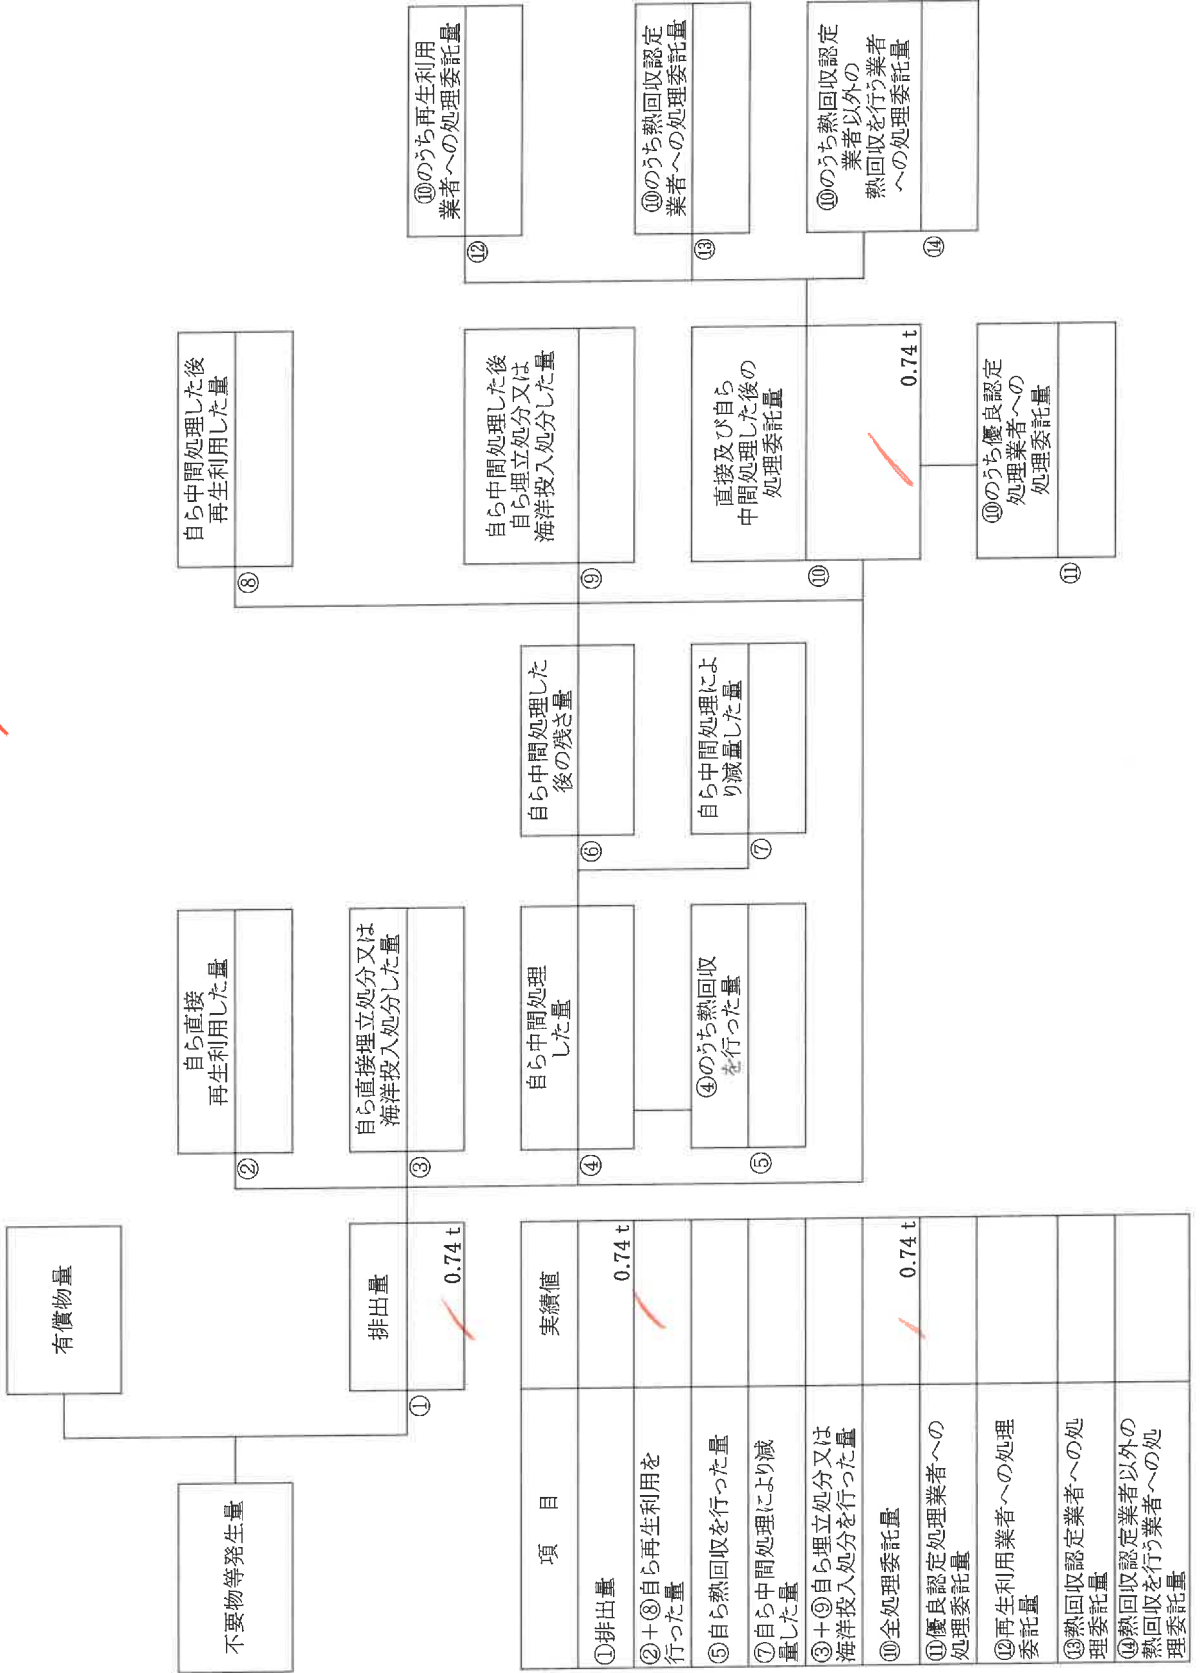 不要物等発生量
有償物量
排出量
①
0.74 t
自ら直接
再生利用した量
②
自ら直接埋立処分又は
海洋投入処分した量
③
自ら中間処理
した量
④
④のうち熱回収
を行った量
⑤
自ら中間処理した
後の残さ量
⑥
自ら中間処理によ
り減量した量
⑦
自ら中間処理した後
再生利用した量
⑧
自ら中間処理した後
自ら埋立処分又は
海洋投入処分した量
⑨
直接及び自ら
中間処理した後の
処理委託量
⑩
0.74 t
⑩のうち優良認定
処理業者への
処理委託量
⑪
⑩のうち再生利用
業者への処理委託量
⑫
⑩のうち熱回収認定
業者への処理委託量
⑬
⑩のうち熱回収認定
業者以外の
熱回収を行う業者
への処理委託量
⑭
項 目 実績値
①排出量 0.74 t
②+⑧自ら再生利用を
行った量
⑤自ら熱回収を行った量
⑦自ら中間処理により減
量した量
③+⑨自ら埋立処分又は
海洋投入処分を行った量
⑩全処理委託量 0.74 t
⑪優良認定処理業者への
処理委託量
⑫再生利用業者への処理
委託量
⑬熱回収認定業者への処
理委託量
⑭熱回収認定業者以外の
熱回収を行う業者への処
理委託量